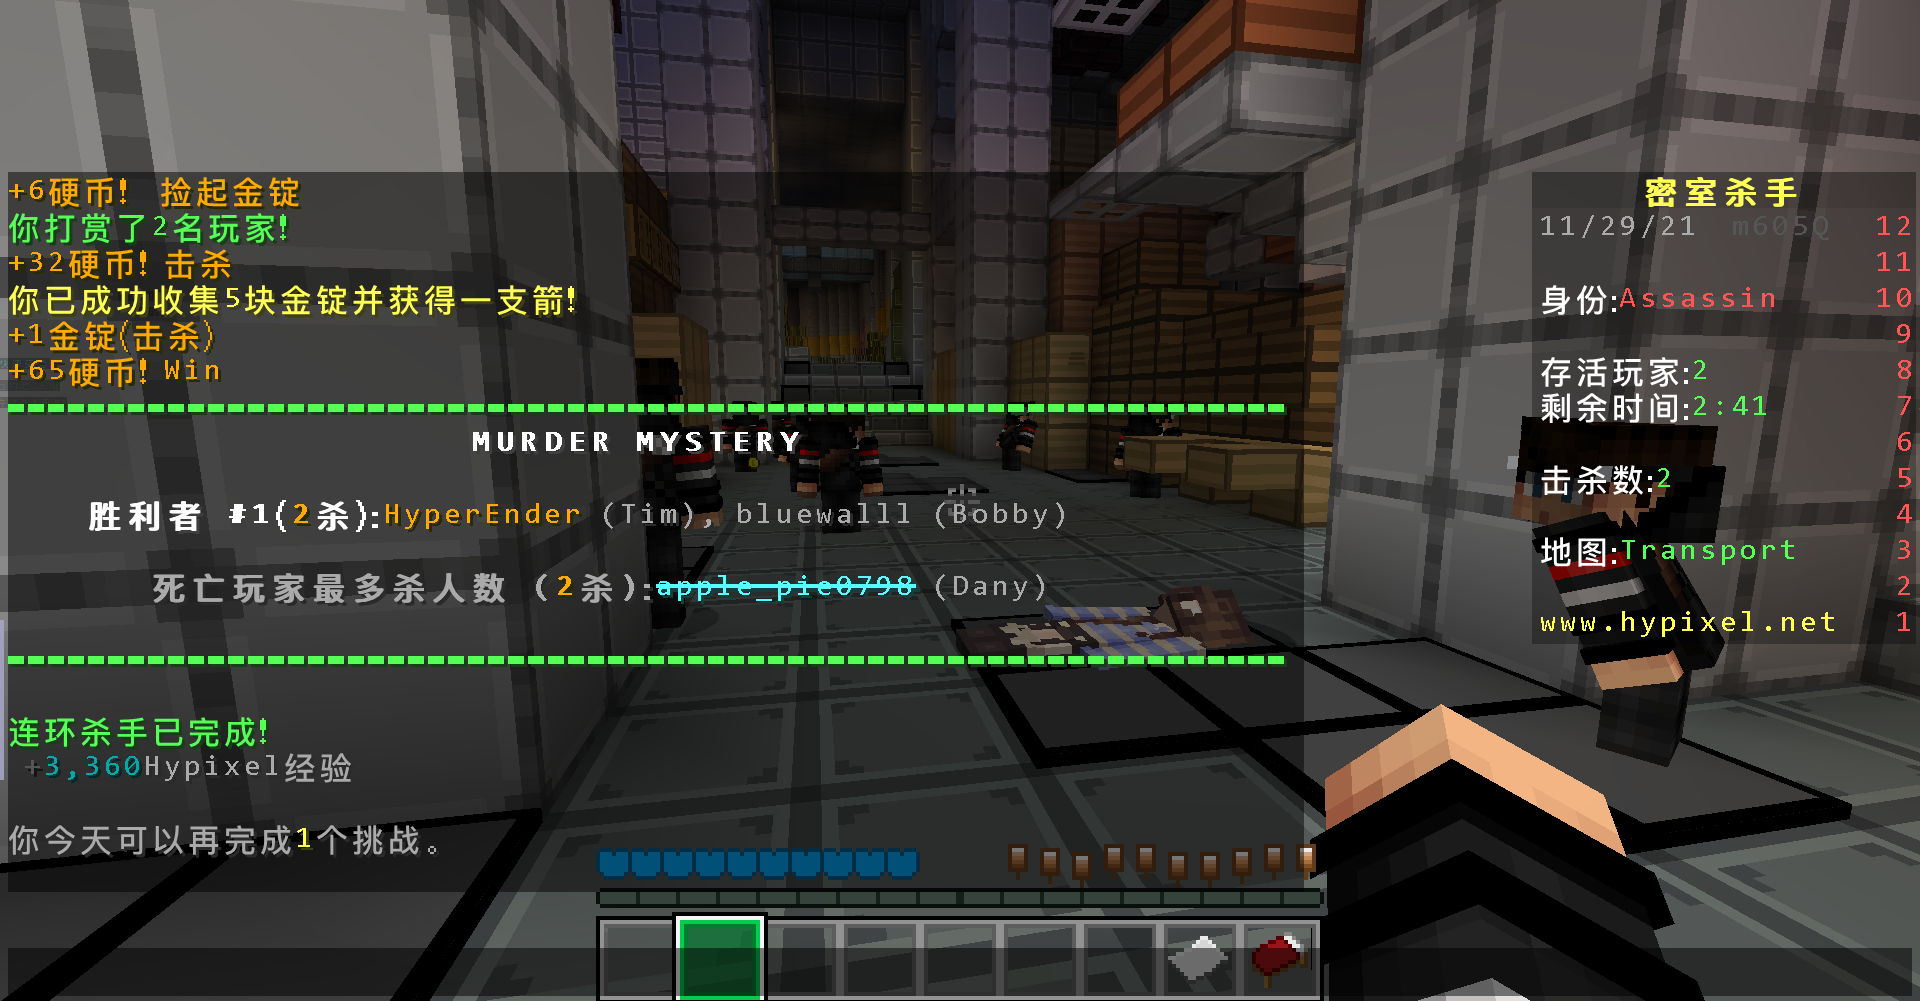 +6硬币! 捡起金锭
你打赏了2名玩家!
+32硬币! 击杀
你已成功收集5块金锭并获得一支箭!
+1金锭(击杀)
+65硬币! Win
MURDER MYSTERY
胜利者 #1(2杀):HyperEnder (Tim), bluewalll (Bobby)
死亡玩家最多杀人数 (2杀):apple_pie0798 (Dany)
连环杀手已完成!
+3,360Hypixel经验
你今天可以再完成1个挑战。
密室杀手
11/29/21 m605Q 12
11
身份:Assassin 10
9
存活玩家:2 8
剩余时间:2:41 7
6
击杀数:2 5
4
地图:Transport 3
2
www.hypixel.net 1